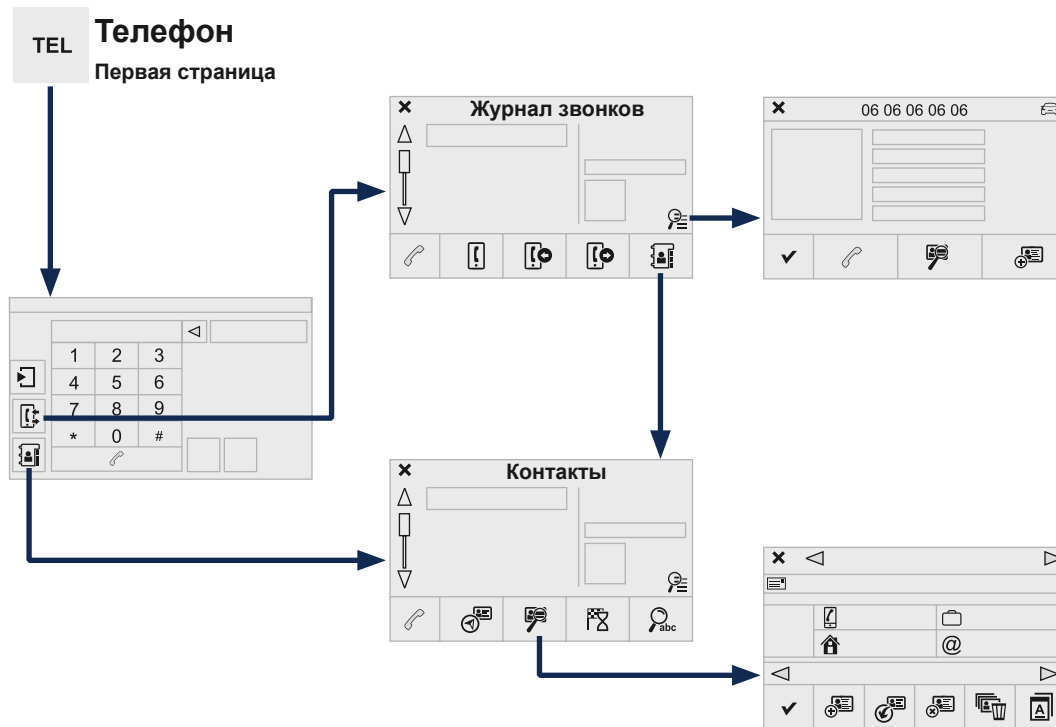 TEL
Телефон
Первая страница
Журнал звонков
06 06 06 06 06
1 2 3
4 5 6
7 8 9
* 0 #
Контакты
abc
@
A